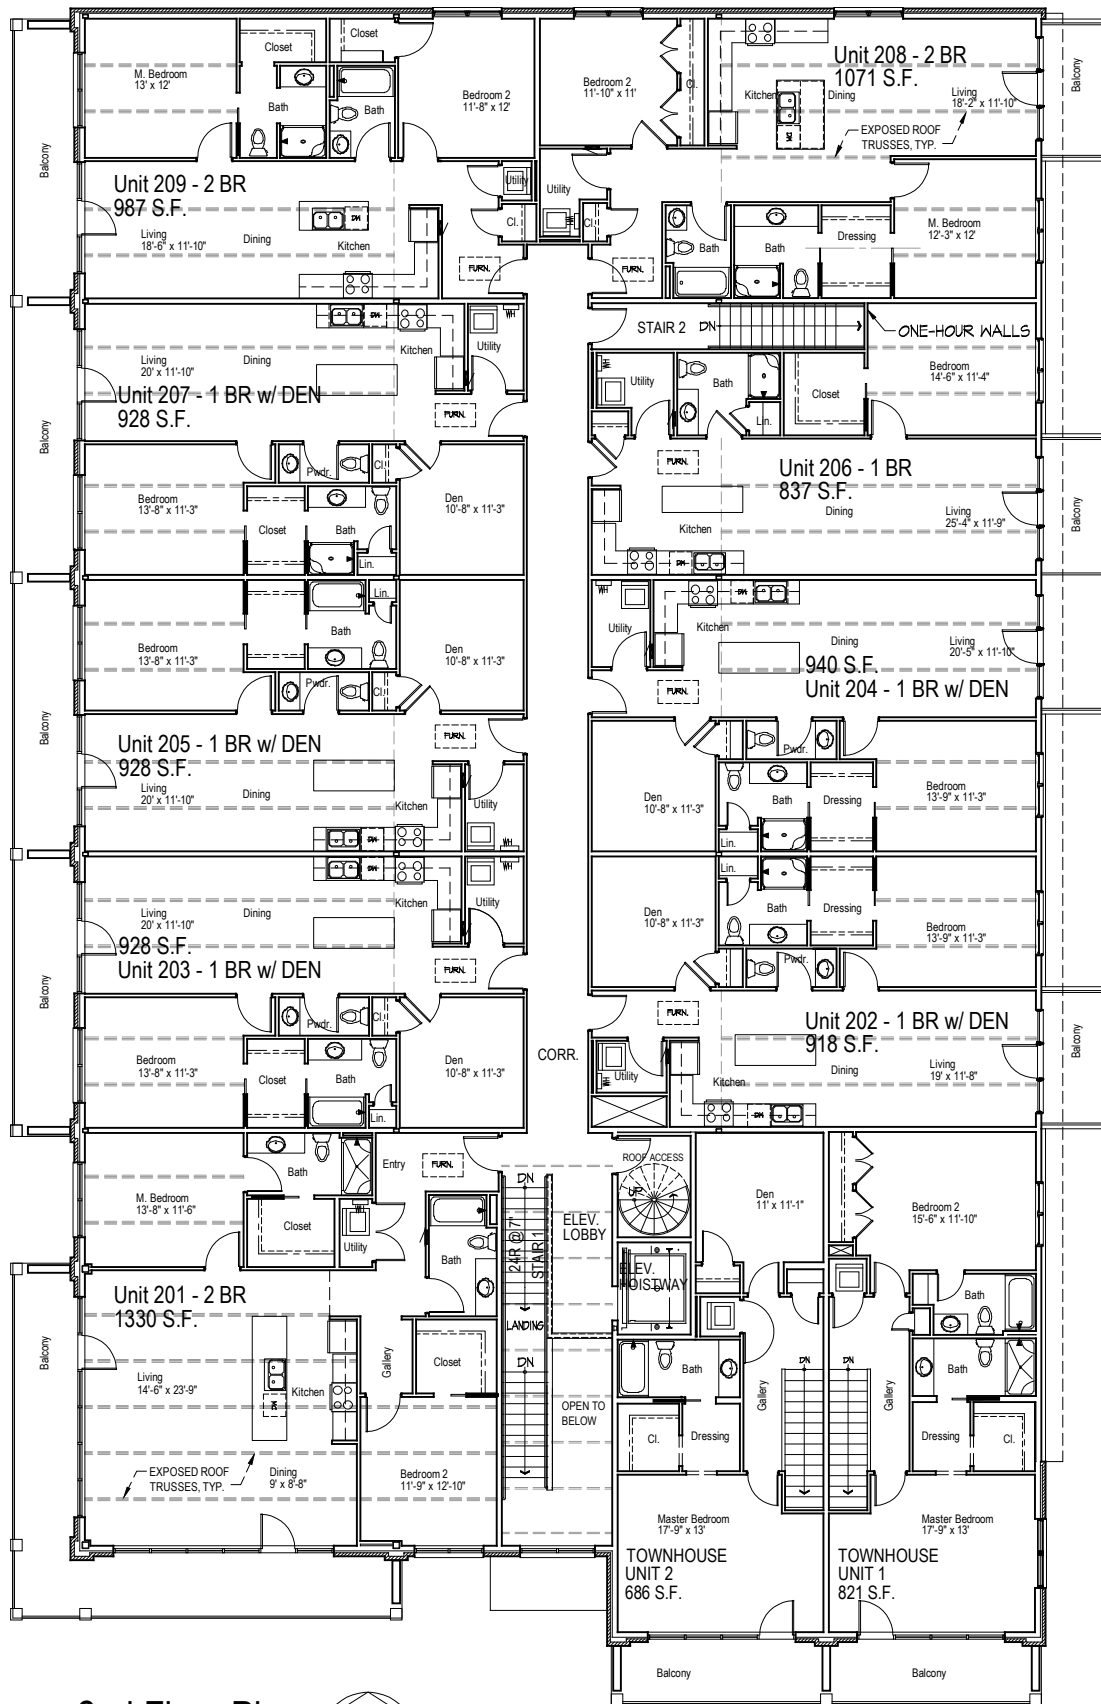 Closet
Closet
M. Bedroom
13' x 12'
Bath
Bath
Bedroom 2
11'-8" x 12'
Bedroom 2
11'-10" x 11'
Cl.
Unit 208 - 2 BR
1071 S.F.
Kitchen
Dining
Living
18'-2" x 11'-10"
EXPOSED ROOF
TRUSSES, TYP.
Balcony
Balcony
Unit 209 - 2 BR
987 S.F.
Living
18'-6" x 11'-10"
Dining
Kitchen
DW
Utility
Cl.
FURN.
Utility
Cl.
FURN.
Bath
Bath
Dressing
M. Bedroom
12'-3" x 12'
STAIR 2
DN
ONE-HOUR WALLS
Living
20' x 11'-10"
Dining
DW
Kitchen
WH
Utility
Unit 207 - 1 BR w/ DEN
928 S.F.
FURN.
Balcony
WH
Utility
Bath
Lin.
Closet
Bedroom
14'-6" x 11'-4"
Pwdr.
Cl.
Bedroom
13'-8" x 11'-3"
Closet
Bath
Lin.
Den
10'-8" x 11'-3"
FURN.
Unit 206 - 1 BR
837 S.F.
Dining
Kitchen
DW
Living
25'-4" x 11'-9"
Balcony
Bedroom
13'-8" x 11'-3"
Bath
Lin.
Pwdr.
Cl.
Den
10'-8" x 11'-3"
WH
Utility
DW
Kitchen
Dining
Living
20'-5" x 11'-10"
940 S.F.
Unit 204 - 1 BR w/ DEN
FURN.
Balcony
Unit 205 - 1 BR w/ DEN
928 S.F.
Living
20' x 11'-10"
Dining
DW
Kitchen
FURN.
Utility
WH
Den
10'-8" x 11'-3"
Pwdr.
Bath
Lin.
Dressing
Bedroom
13'-9" x 11'-3"
Living
20' x 11'-10"
Dining
DW
Kitchen
WH
Utility
928 S.F.
Unit 203 - 1 BR w/ DEN
FURN.
Balcony
Den
10'-8" x 11'-3"
Lin.
Bath
Dressing
Pwdr.
Bedroom
13'-9" x 11'-3"
Pwdr.
Cl.
Bedroom
13'-8" x 11'-3"
Closet
Bath
Lin.
Den
10'-8" x 11'-3"
CORR.
FURN.
Utility
WH
Kitchen
DW
Unit 202 - 1 BR w/ DEN
918 S.F.
Dining
Living
19' x 11'-8"
Balcony
M. Bedroom
13'-8" x 11'-6"
Bath
Closet
Entry
FURN.
WH
Utility
Bath
DN
24R @ 7"
STAIR 1
LANDING
DN
ELEV.
LOBBY
ROOF ACCESS
UP
ELEV.
HOISTWAY
Den
11' x 11'-1"
Bedroom 2
15'-6" x 11'-10"
Unit 201 - 2 BR
1330 S.F.
Living
14'-6" x 23'-9"
Kitchen
DW
Gallery
Closet
Balcony
OPEN TO
BELOW
Bath
Cl.
Dressing
Gallery
DN
DN
Gallery
Bath
Bath
Dressing
Cl.
EXPOSED ROOF
TRUSSES, TYP.
Dining
9' x 8'-8"
Bedroom 2
11'-9" x 12'-10"
Master Bedroom
17'-9" x 13'
TOWNHOUSE
UNIT 2
686 S.F.
Master Bedroom
17'-9" x 13'
TOWNHOUSE
UNIT 1
821 S.F.
Balcony
Balcony